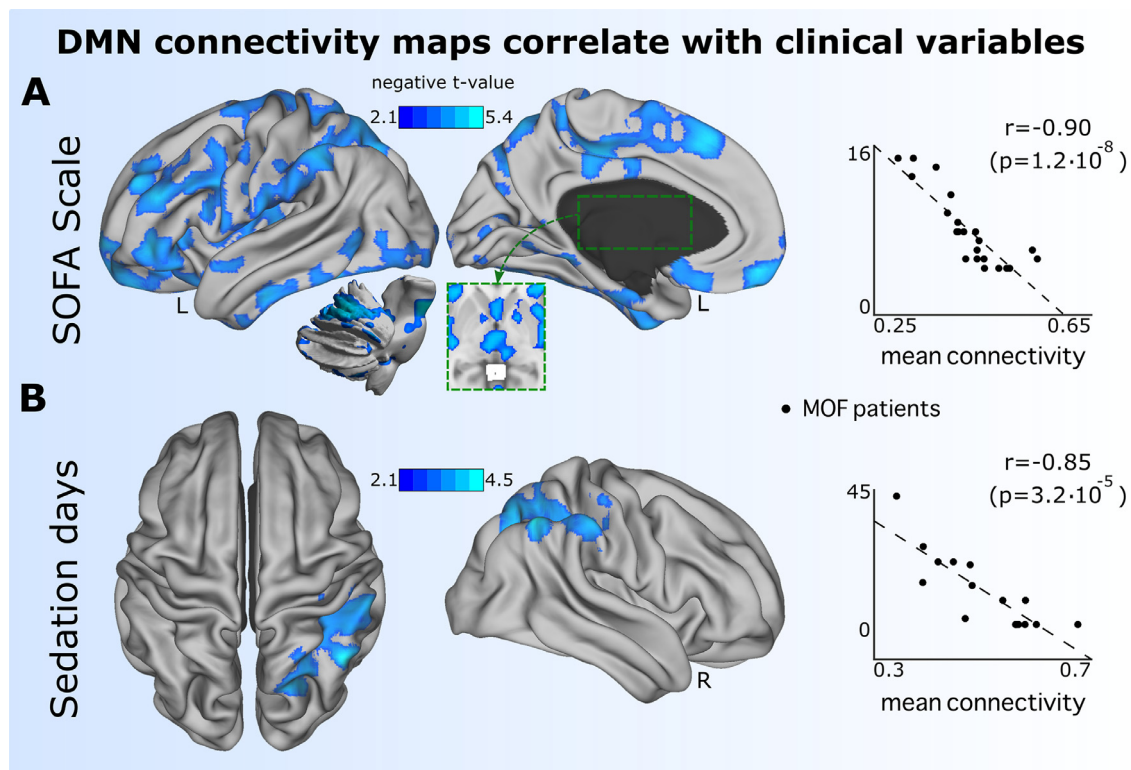 DMN connectivity maps correlate with clinical variables
A
SOFA Scale
negative t-value
2.1 5.4
L
L
r=-0.90
(p=1.2·10-8)
16
0
0.25 0.65
mean connectivity
B
Sedation days
MOF patients
2.1 4.5
R
r=-0.85
(p=3.2·10-5)
45
0
0.3 0.7
mean connectivity